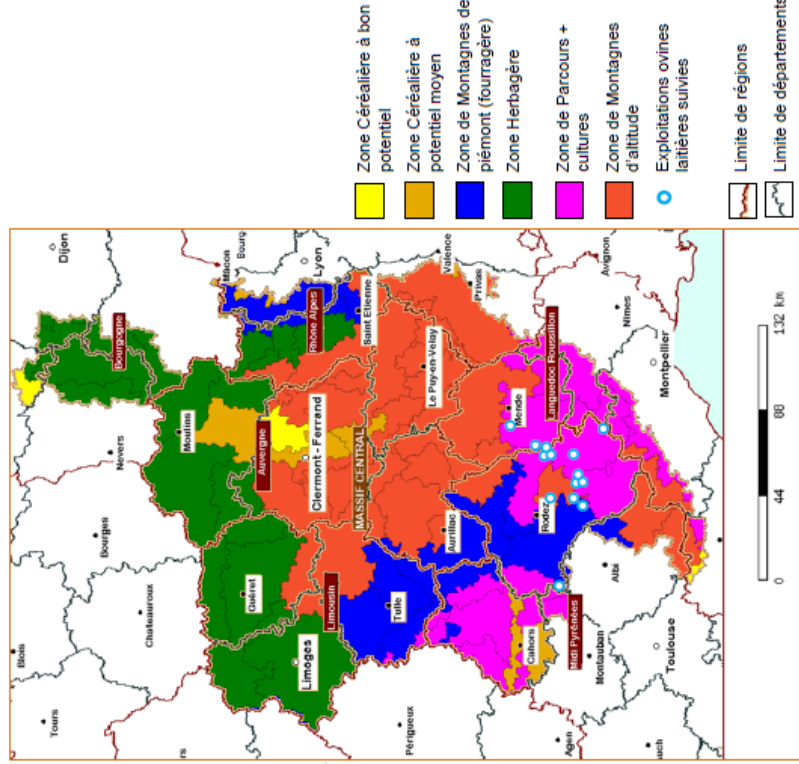 Zone Céréalière à bon
potentiel
Zone Céréalière à
potentiel moyen
Zone de Montagnes de
piémont (fourragère)
Zone Herbagère
Zone de Parcours +
cultures
Zone de Montagnes
d'altitude
Exploitations ovines
laitières suivies
Limite de régions
Limite de départements
Blois
Tours
Bourges
Nevers
Dijon
Chateauroux
Bourgogne
Moulins
Mâcon
Bourg
Guéret
Auvergne
Rhône Alpes
Lyon
Limoges
Limousin
Clermont - Ferrand
Saint Etienne
MASSIF CENTRAL
Périgueux
Tulle
Aurillac
Le Puy-en-Velay
Valence
Privas
Mende
Rodez
Cahors
Languedoc Roussillon
Midi Pyrénées
Agen
Montauban
Albi
Nîmes
Avignon
Toulouse
Montpellier
uch
rs
0 44 88 132 km